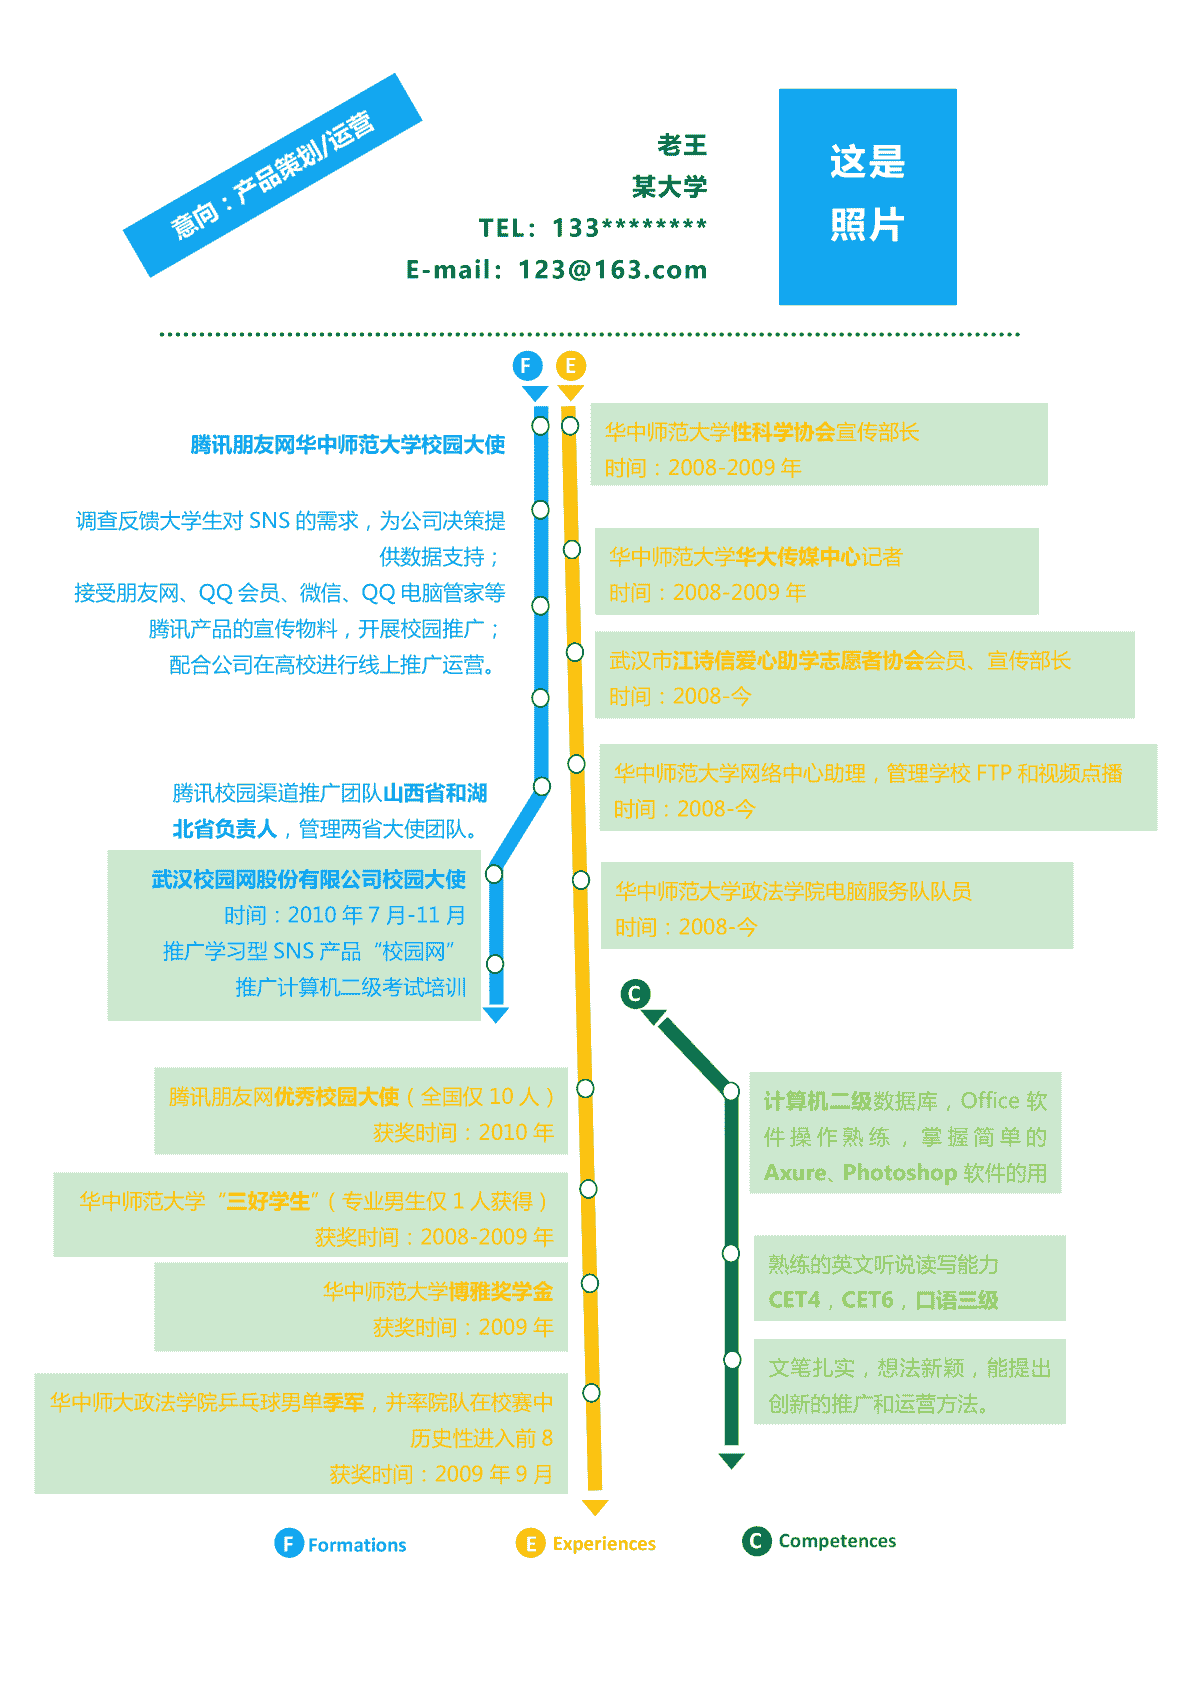 意向：产品策划/运营
老王
某大学
TEL：133********
E-mail：123@163.com
这是
照片
F
E
腾讯朋友网华中师范大学校园大使
调查反馈大学生对 SNS 的需求，为公司决策提
供数据支持；
接受朋友网、QQ 会员、微信、QQ 电脑管家等
腾讯产品的宣传物料，开展校园推广；
配合公司在高校进行线上推广运营。
腾讯校园渠道推广团队山西省和湖
北省负责人，管理两省大使团队。
武汉校园网股份有限公司校园大使
时间：2010 年 7 月-11 月
推广学习型 SNS 产品“校园网”
推广计算机二级考试培训
华中师范大学性科学协会宣传部长
时间：2008-2009 年
华中师范大学华大传媒中心记者
时间：2008-2009 年
武汉市江诗信爱心助学志愿者协会会员、宣传部长
时间：2008-今
华中师范大学网络中心助理，管理学校 FTP 和视频点播
时间：2008-今
华中师范大学政法学院电脑服务队队员
时间：2008-今
腾讯朋友网优秀校园大使（全国仅 10 人）
获奖时间：2010 年
华中师范大学“三好学生”（专业男生仅 1 人获得）
获奖时间：2008-2009 年
华中师范大学博雅奖学金
获奖时间：2009 年
华中师大政法学院乒乓球男单季军，并率院队在校赛中
历史性进入前 8
获奖时间：2009 年 9 月
C
计算机二级数据库，Office 软
件操作熟练，掌握简单的
Axure、Photoshop 软件的用
熟练的英文听说读写能力
CET4，CET6，口语三级
文笔扎实，想法新颖，能提出
创新的推广和运营方法。
F Formations
E Experiences
C Competences